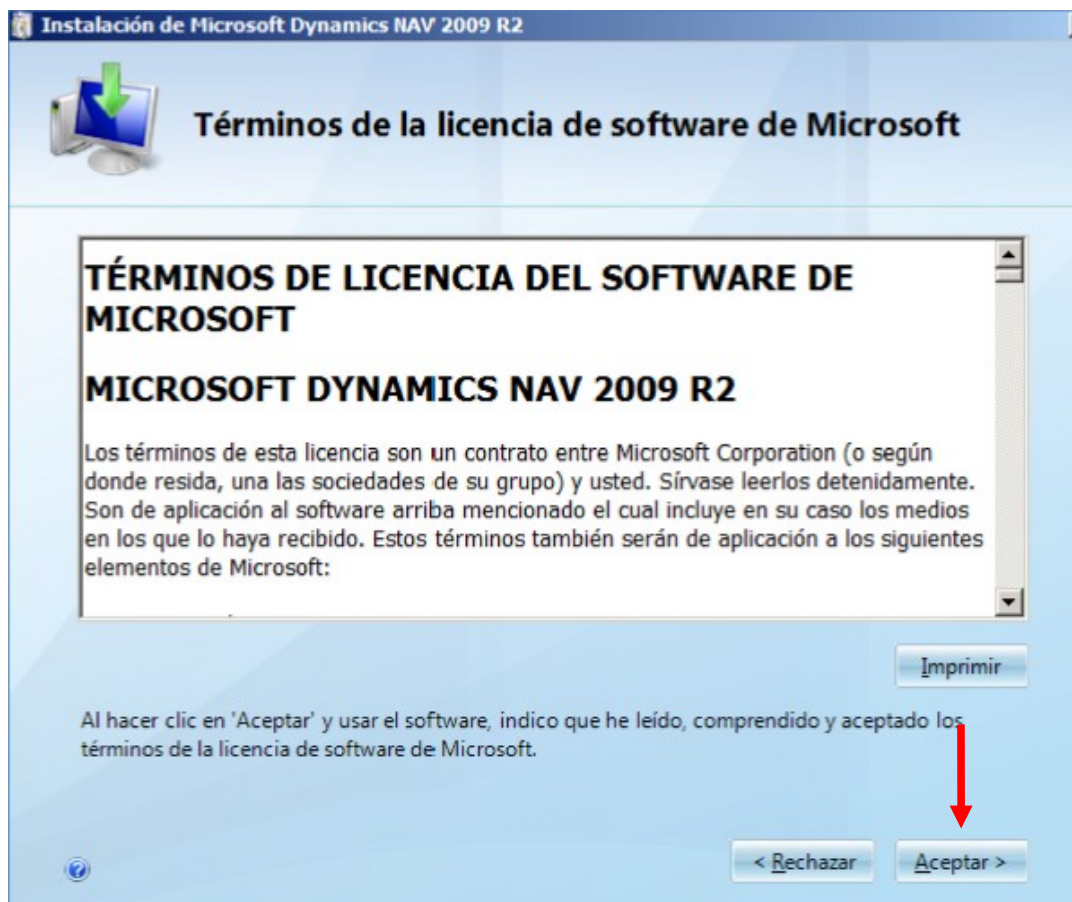 Instalación de Microsoft Dynamics NAV 2009 R2
Términos de la licencia de software de Microsoft
TÉRMINOS DE LICENCIA DEL SOFTWARE DE
MICROSOFT
MICROSOFT DYNAMICS NAV 2009 R2
Los términos de esta licencia son un contrato entre Microsoft Corporation (o según
donde resida, una las sociedades de su grupo) y usted. Sírvase leerlos detenidamente.
Son de aplicación al software arriba mencionado el cual incluye en su caso los medios
en los que lo haya recibido. Estos términos también serán de aplicación a los siguientes
elementos de Microsoft:
Imprimir
Al hacer clic en 'Aceptar' y usar el software, indico que he leído, comprendido y aceptado los
términos de la licencia de software de Microsoft.
< Rechazar
Aceptar >